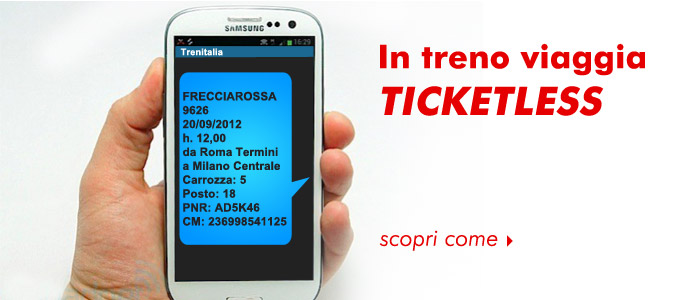 SAMSUNG
16:29
Trenitalia
FRECCIAROSSA
9626
20/09/2012
h. 12,00
da Roma Termini
a Milano Centrale
Carrozza: 5
Posto: 18
PNR: AD5K46
CM: 236998541125
In treno viaggia
TICKETLESS
scopri come